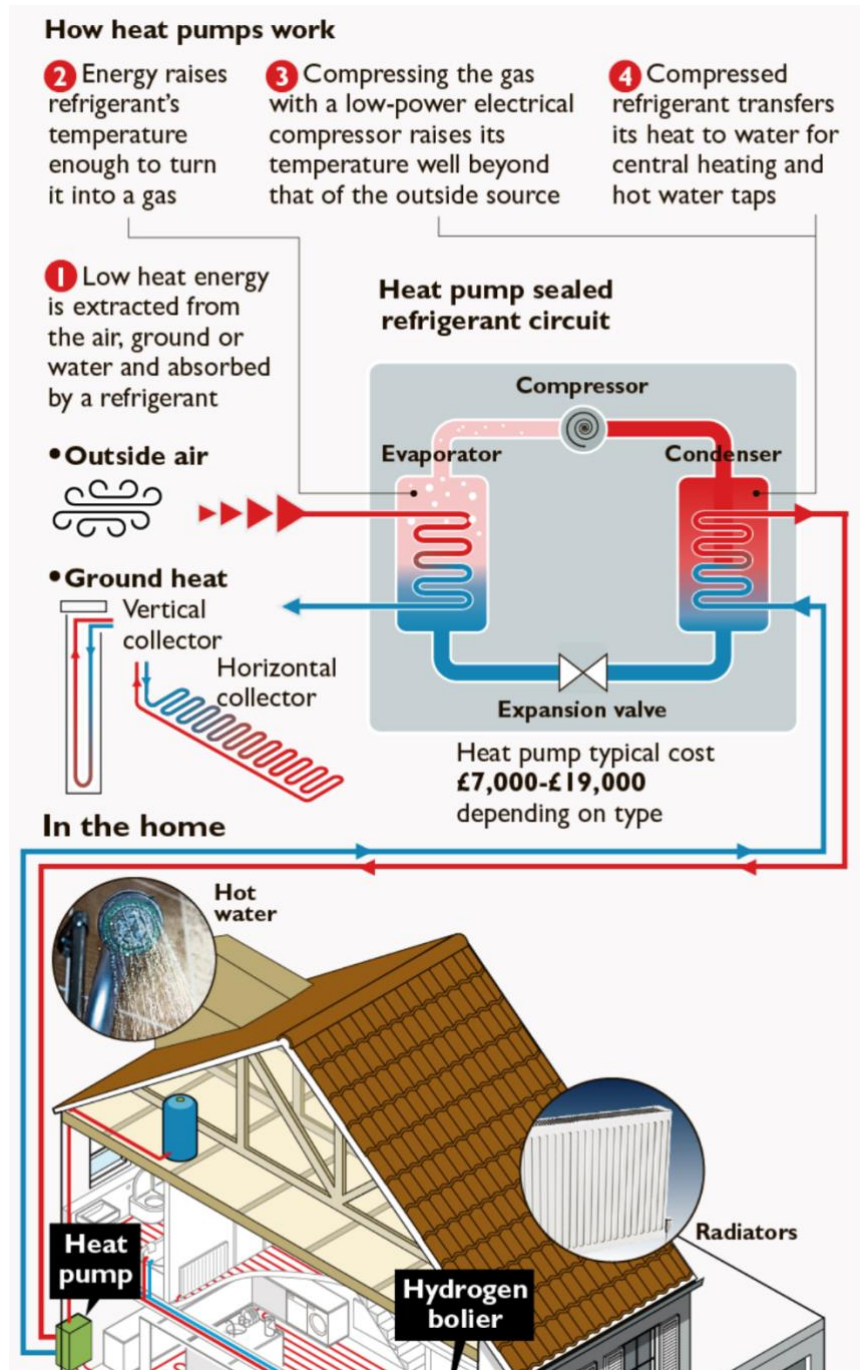 How heat pumps work
2 Energy raises
refrigerant's
temperature
enough to turn
it into a gas
3 Compressing the gas
with a low-power electrical
compressor raises its
temperature well beyond
that of the outside source
4 Compressed
refrigerant transfers
its heat to water for
central heating and
hot water taps
1 Low heat energy
is extracted from
the air, ground or
water and absorbed
by a refrigerant
Heat pump sealed
refrigerant circuit
Compressor
Evaporator
Condenser
•Outside air
•Ground heat
Vertical
collector
Horizontal
collector
Expansion valve
Heat pump typical cost
£7,000-£19,000
depending on type
In the home
Hot
water
Radiators
Heat
pump
Hydrogen
bolier